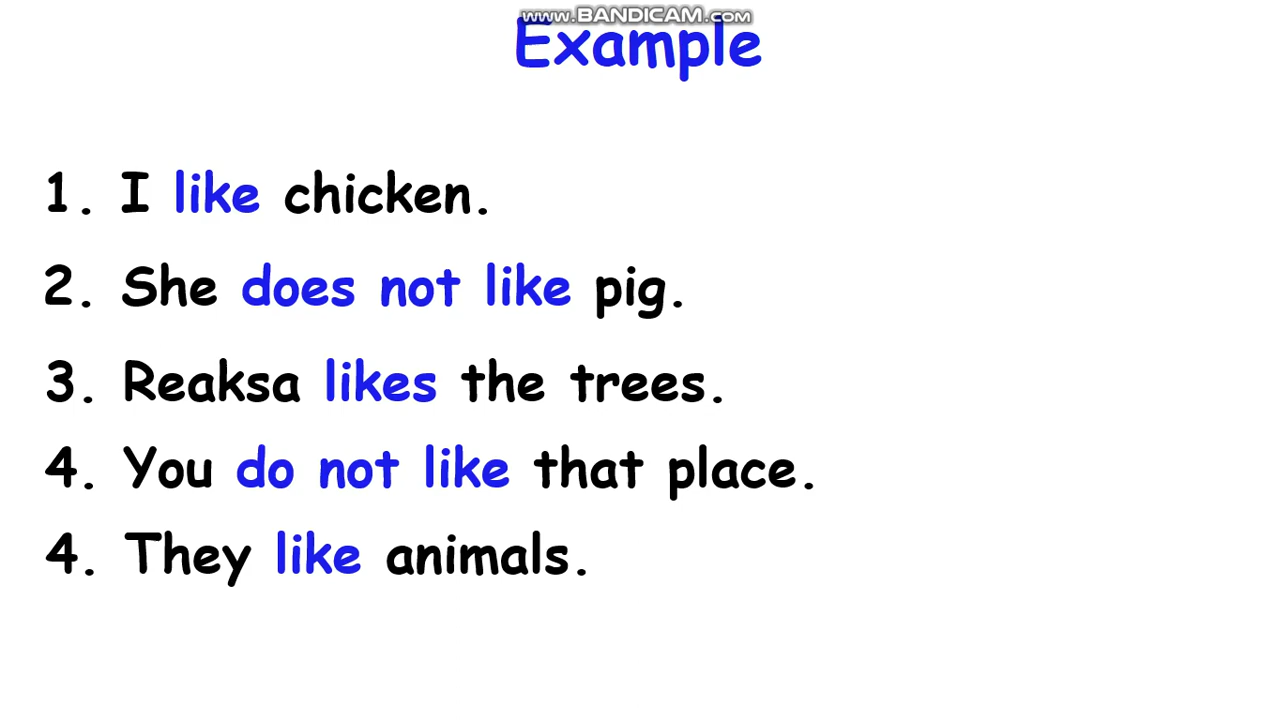 www.BANDICAM.com
Example
1. I like chicken.
2. She does not like pig.
3. Reaksa likes the trees.
4. You do not like that place.
4. They like animals.